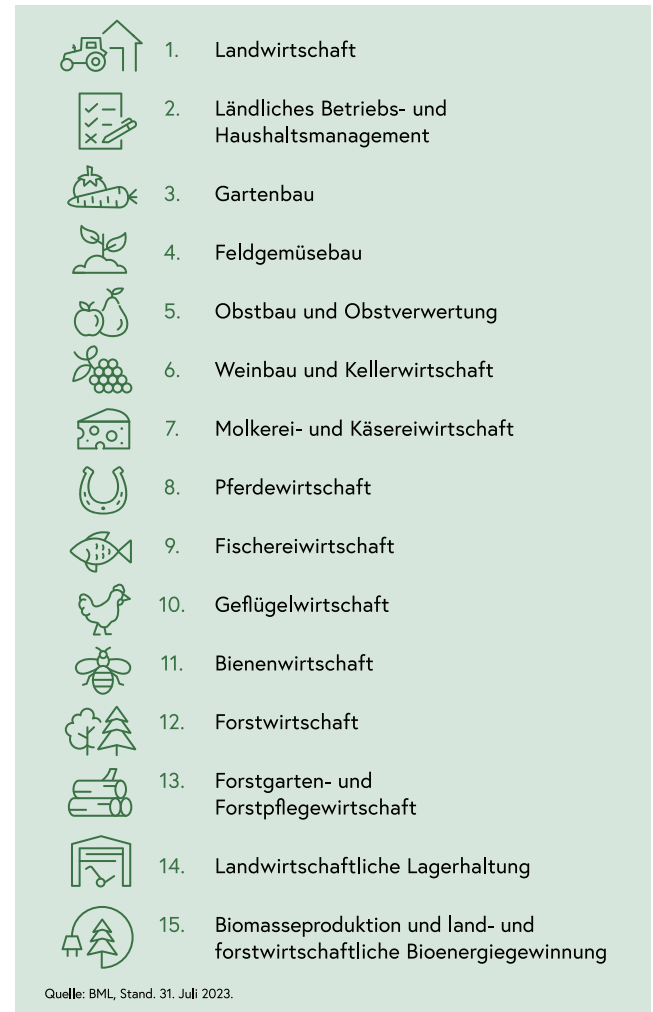 1. Landwirtschaft
2. Ländliches Betriebs- und
Haushaltsmanagement
3. Gartenbau
4. Feldgemüsebau
5. Obstbau und Obstverwertung
6. Weinbau und Kellerwirtschaft
7. Molkerei- und Käsereiwirtschaft
8. Pferdewirtschaft
9. Fischereiwirtschaft
10. Geflügelwirtschaft
11. Bienenwirtschaft
12. Forstwirtschaft
13. Forstgarten- und
Forstpflegewirtschaft
14. Landwirtschaftliche Lagerhaltung
15. Biomasseproduktion und land- und
forstwirtschaftliche Bioenergiegewinnung
Quelle: BML, Stand. 31. Juli 2023.